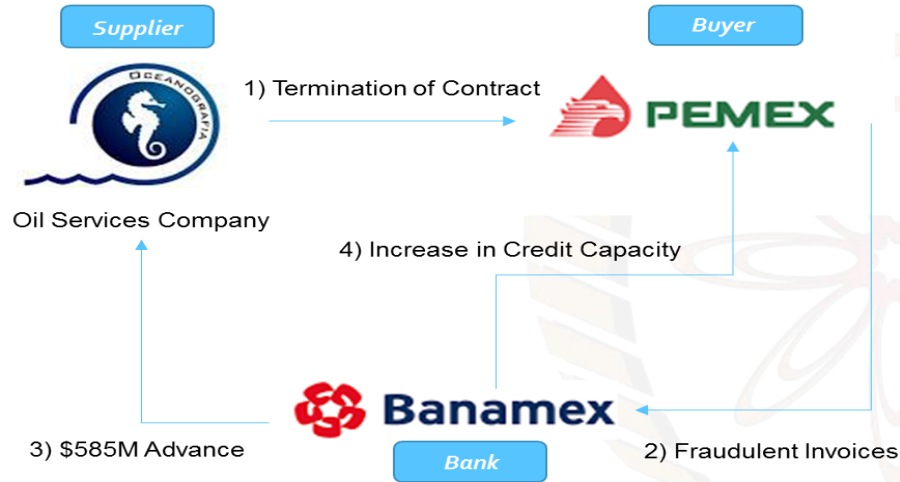 Supplier
Buyer
OCEANOGRAFIA
1) Termination of Contract
PEMEX
Oil Services Company
4) Increase in Credit Capacity
Banamex
3) $585M Advance
2) Fraudulent Invoices
Bank